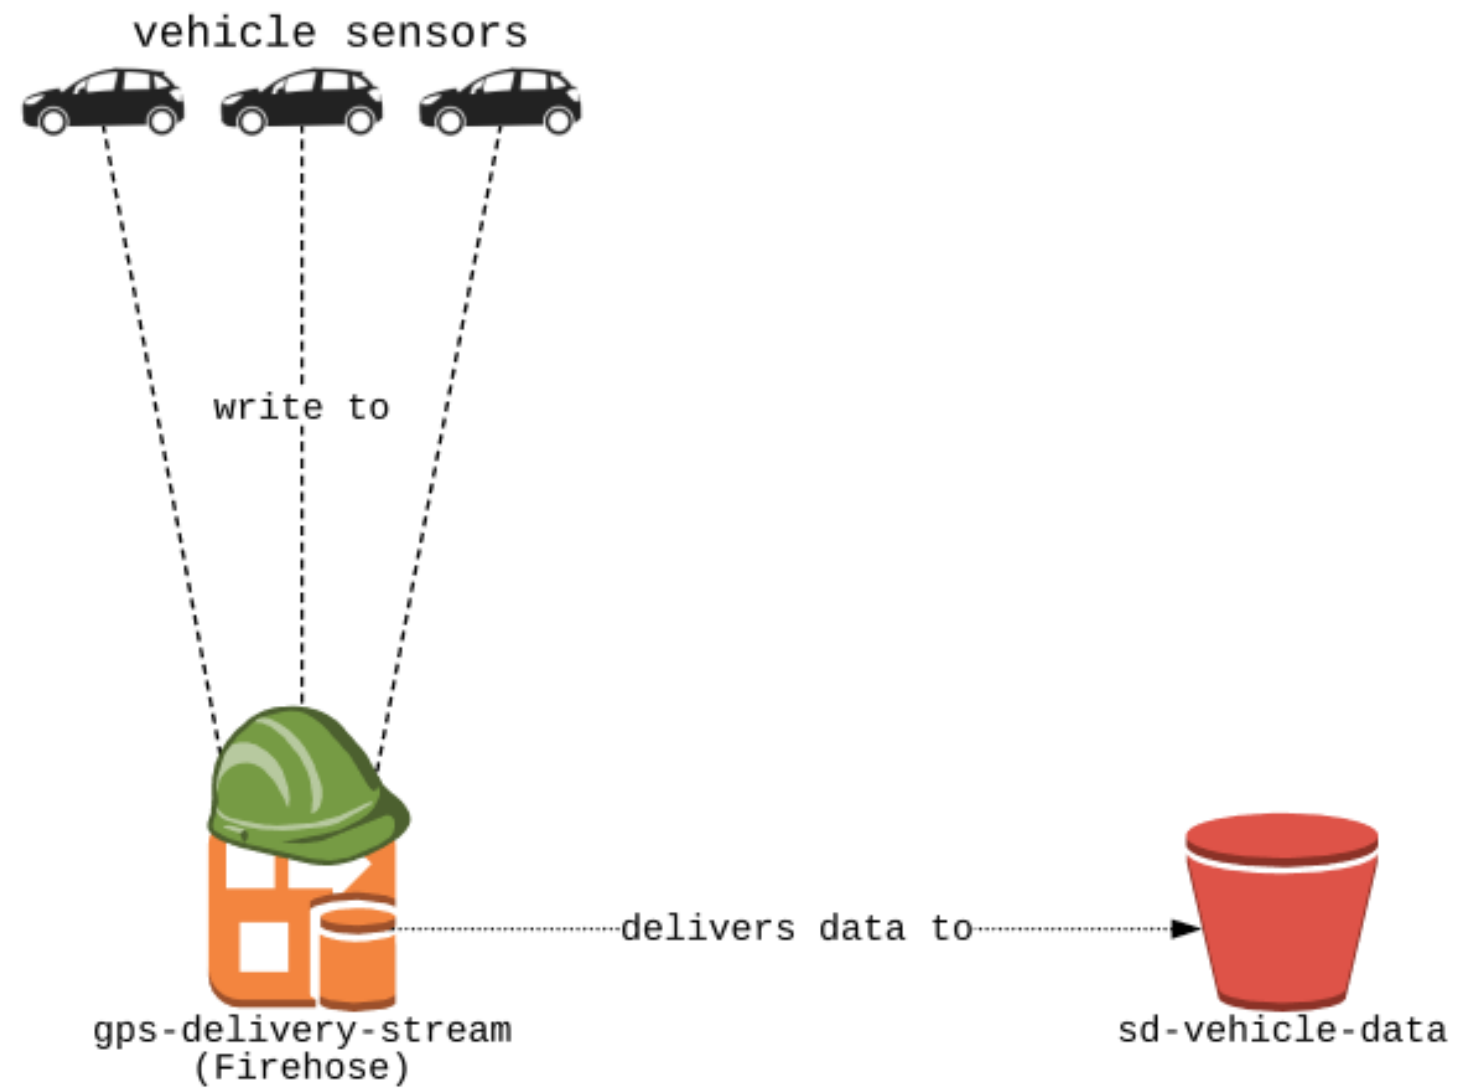 vehicle sensors
write to
delivers data to
gps-delivery-stream
(Firehose)
sd-vehicle-data